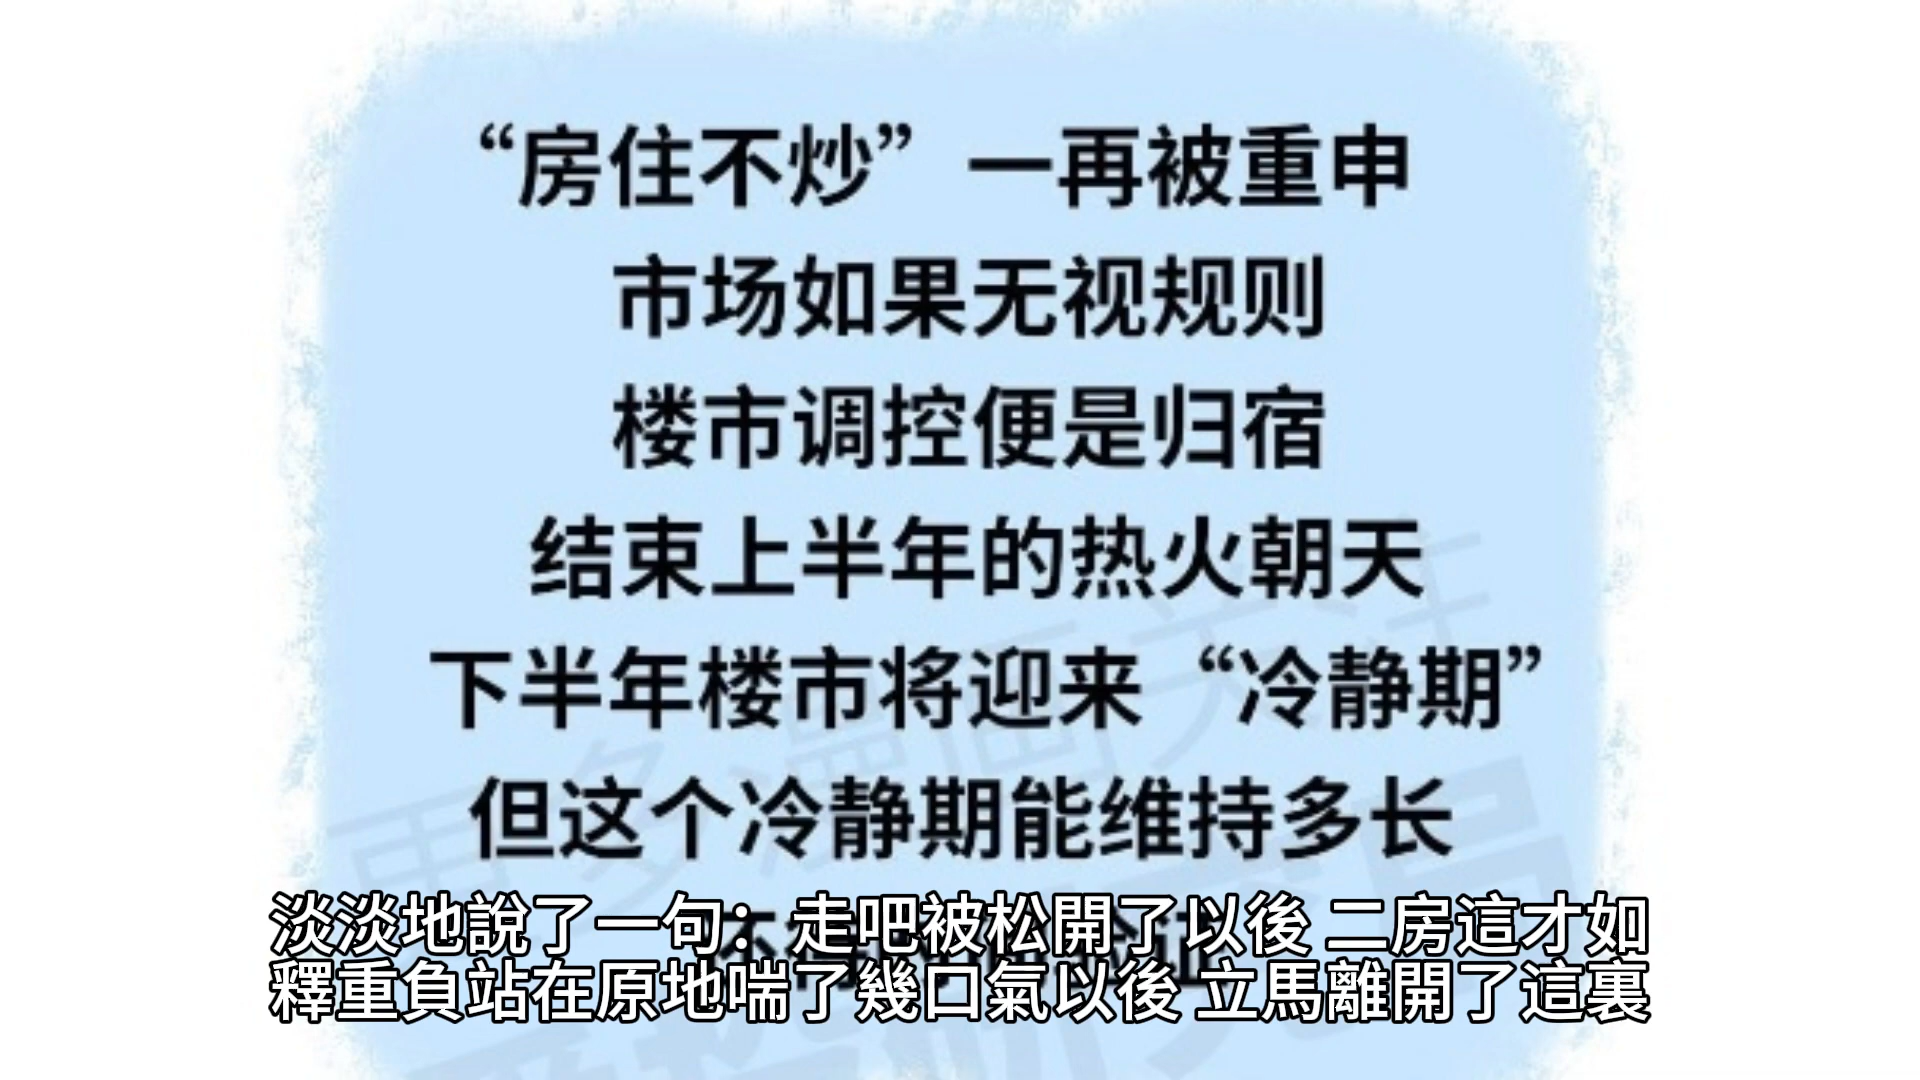 “房住不炒”一再被重申
市场如果无视规则
楼市调控便是归宿
结束上半年的热火朝天
下半年楼市将迎来“冷静期”
但这个冷静期能维持多长
淡淡地說了一句：走吧被松開了以後 二房這才如
釋重負站在原地喘了幾口氣以後 立馬離開了這裏